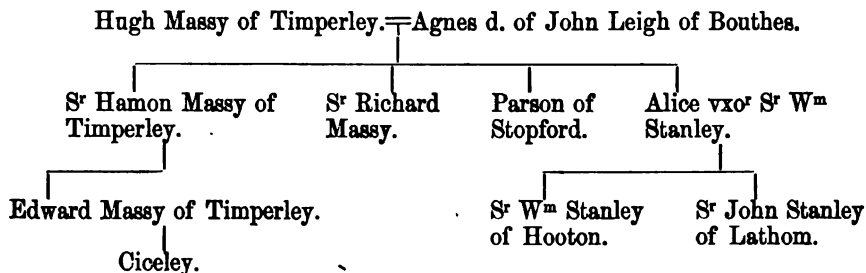 Hugh Massy of Timperley.=Agnes d. of John Leigh of Bouthes.
Sʳ Hamon Massy of Timperley.
Sʳ Richard Massy.
Parson of Stopford.
Alice vxoʳ Sʳ Wᵐ Stanley.
Edward Massy of Timperley.
Sʳ Wᵐ Stanley of Hooton.
Sʳ John Stanley of Lathom.
Ciceley.